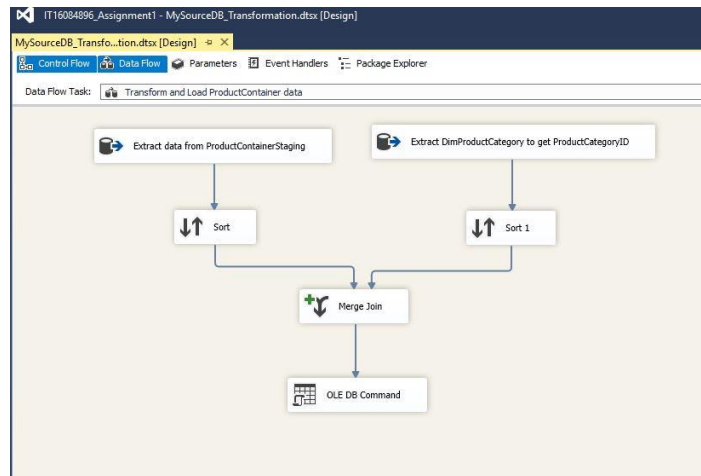 IT16084896_Assignment1 - MySourceDB_Transformation.dtsx [Design]
MySourceDB_Transfo...tion.dtsx [Design]
Control Flow Data Flow Parameters Event Handlers Package Explorer
Data Flow Task: Transform and Load ProductContainer data
Extract data from ProductContainerStaging
Extract DimProductCategory to get ProductCategoryID
Sort
Sort 1
Merge Join
OLE DB Command